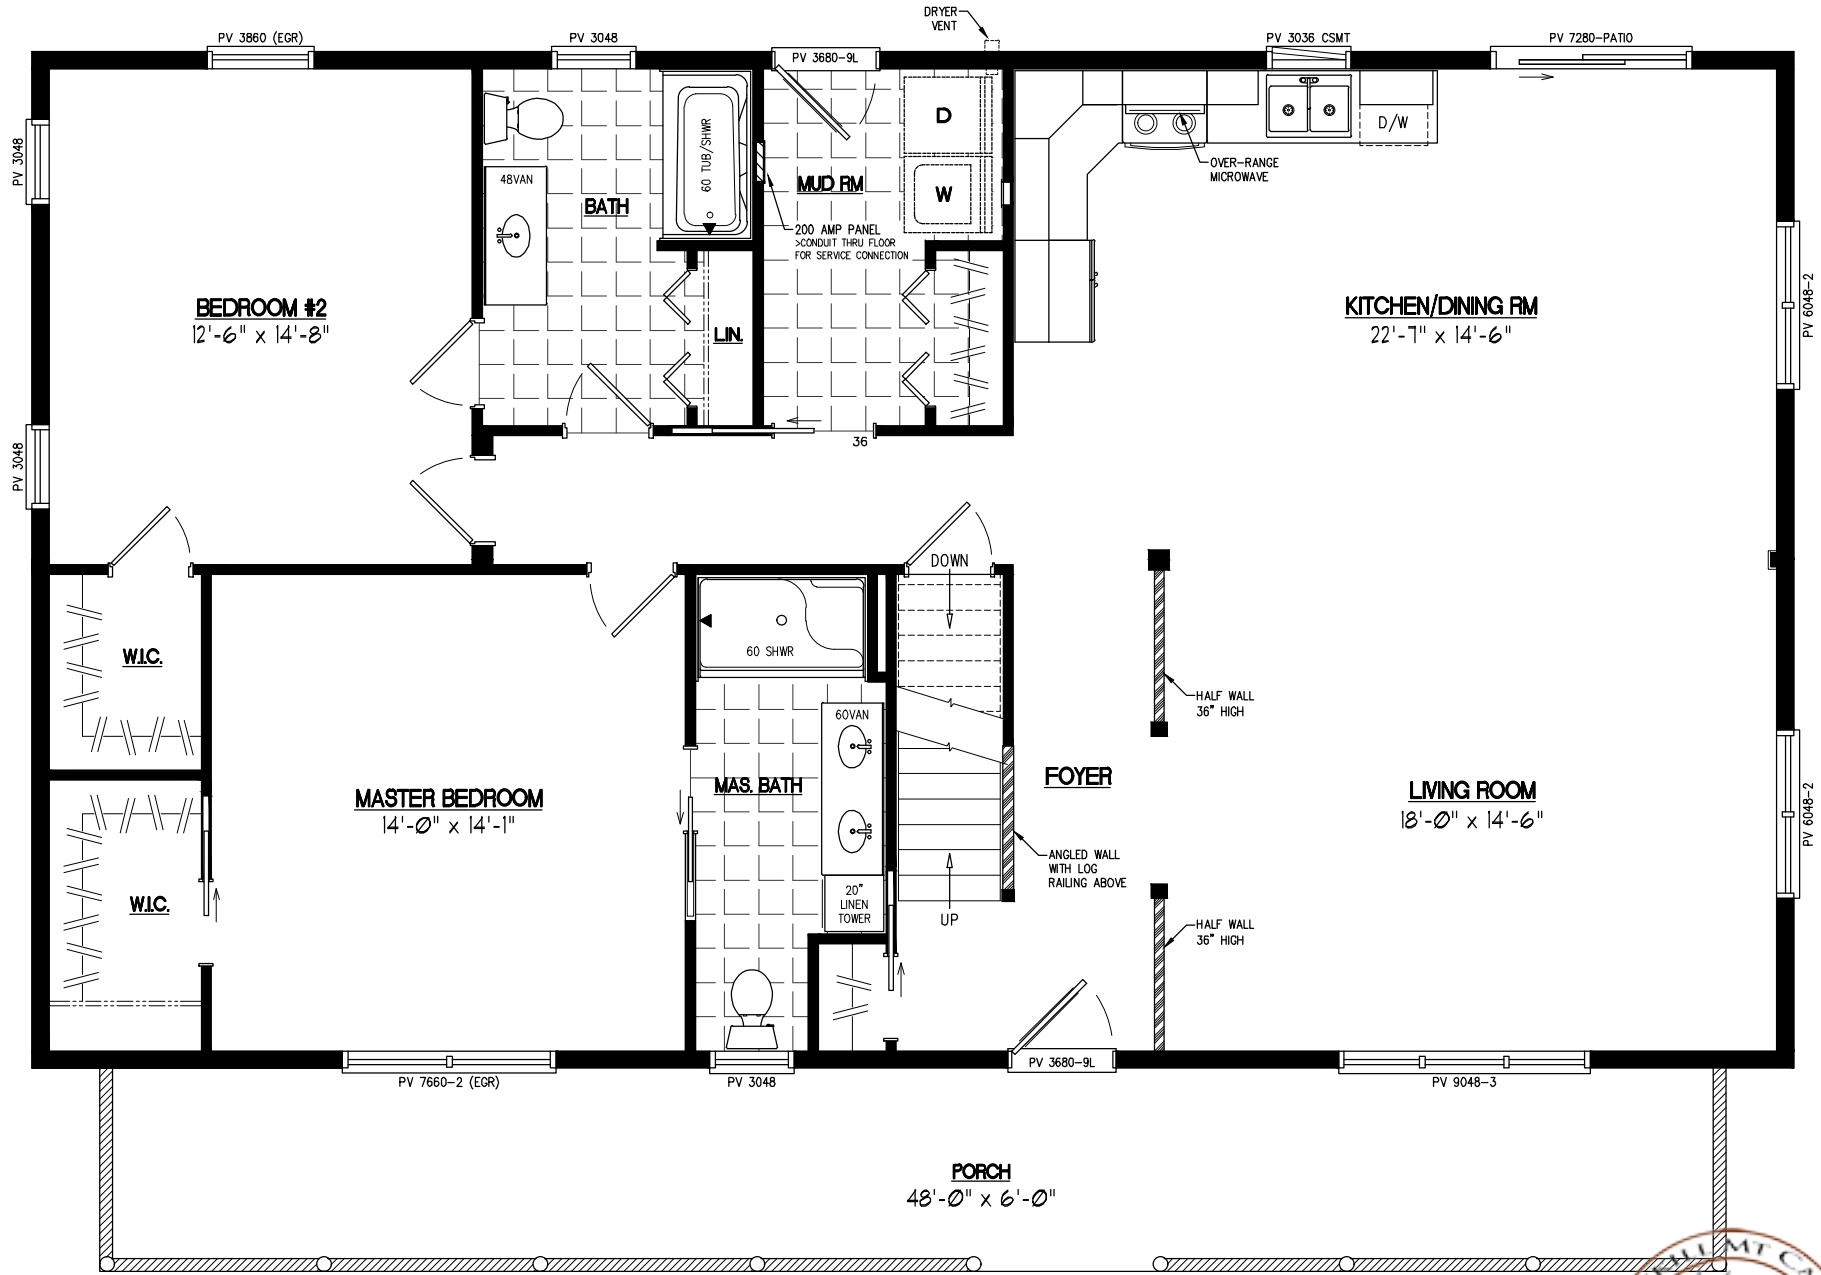 DRYER
VENT
PV 3860 (EGR)
PV 3048
PV 3680-9L
PV 3036 CSMT
PV 7280-PATIO
D
D/W
PV 3048
OVER-RANGE
MICROWAVE
48VAN
60 TUB/SHWR
MUD RM
W
BATH
200 AMP PANEL
>CONDUIT THRU FLOOR
FOR SERVICE CONNECTION
BEDROOM #2
12'-6" x 14'-8"
LIN.
KITCHEN/DINING RM
22'-7" x 14'-6"
PV 6048-2
36
PV 3048
DOWN
W.I.C.
60 SHWR
HALF WALL
36" HIGH
60VAN
MAS. BATH
FOYER
MASTER BEDROOM
14'-0" x 14'-1"
LIVING ROOM
18'-0" x 14'-6"
PV 6048-2
ANGLED WALL
WITH LOG
RAILING ABOVE
W.I.C.
20"
LINEN
TOWER
UP
HALF WALL
36" HIGH
PV 7660-2 (EGR)
PV 3048
PV 3680-9L
PV 9048-3
PORCH
48'-0" x 6'-0"
KILL MT CA